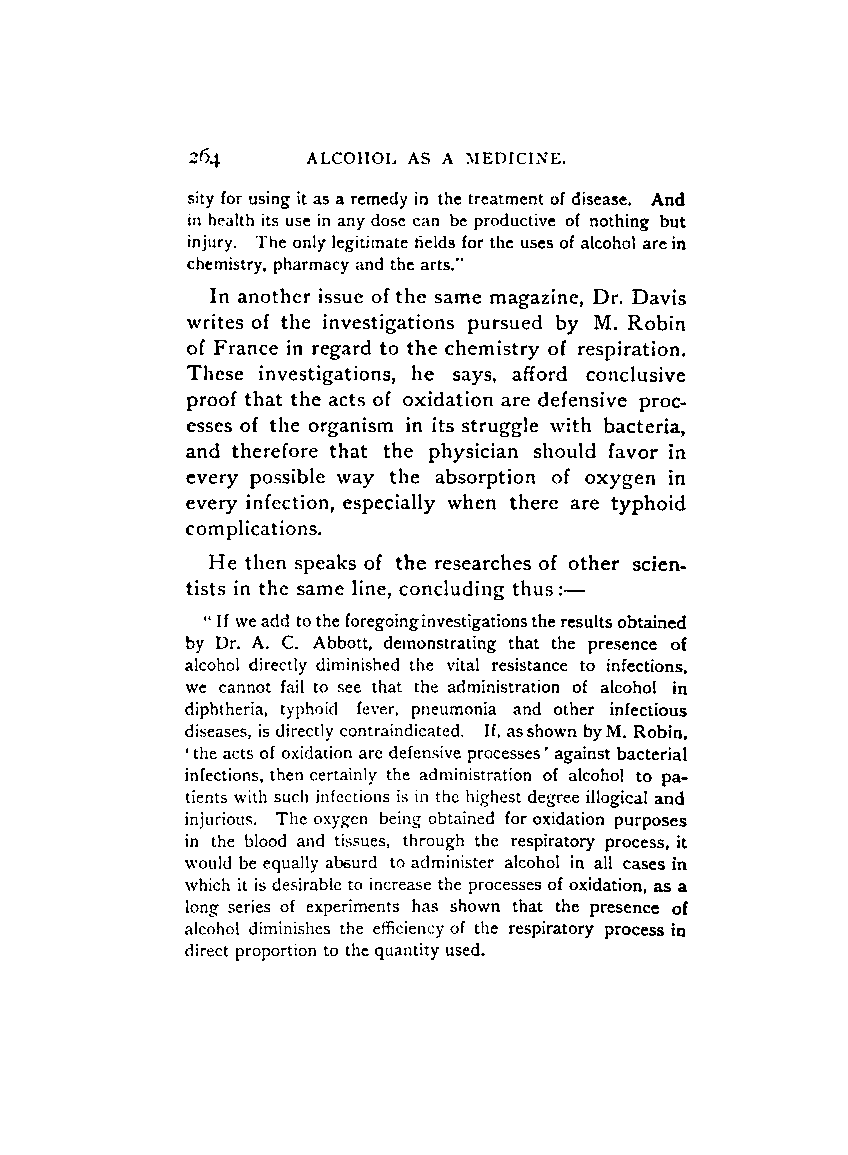 264 ALCOHOL AS A MEDICINE.
sity for using it as a remedy in the treatment of disease. And
in health its use in any dose can be productive of nothing but
injury. The only legitimate fields for the uses of alcohol are in
chemistry, pharmacy and the arts."
In another issue of the same magazine, Dr. Davis
writes of the investigations pursued by M. Robin
of France in regard to the chemistry of respiration.
These investigations, he says, afford conclusive
proof that the acts of oxidation are defensive proc-
esses of the organism in its struggle with bacteria,
and therefore that the physician should favor in
every possible way the absorption of oxygen in
every infection, especially when there are typhoid
complications.
He then speaks of the researches of other scien-
tists in the same line, concluding thus:—
"If we add to the foregoing investigations the results obtained
by Dr. A. C. Abbott, demonstrating that the presence of
alcohol directly diminished the vital resistance to infections,
we cannot fail to see that the administration of alcohol in
diphtheria, typhoid fever, pneumonia and other infectious
diseases, is directly contraindicated. If, as shown by M. Robin,
'the acts of oxidation are defensive processes' against bacterial
infections, then certainly the administration of alcohol to pa-
tients with such infections is in the highest degree illogical and
injurious. The oxygen being obtained for oxidation purposes
in the blood and tissues, through the respiratory process, it
would be equally absurd to administer alcohol in all cases in
which it is desirable to increase the processes of oxidation, as a
long series of experiments has shown that the presence of
alcohol diminishes the efficiency of the respiratory process in
direct proportion to the quantity used.